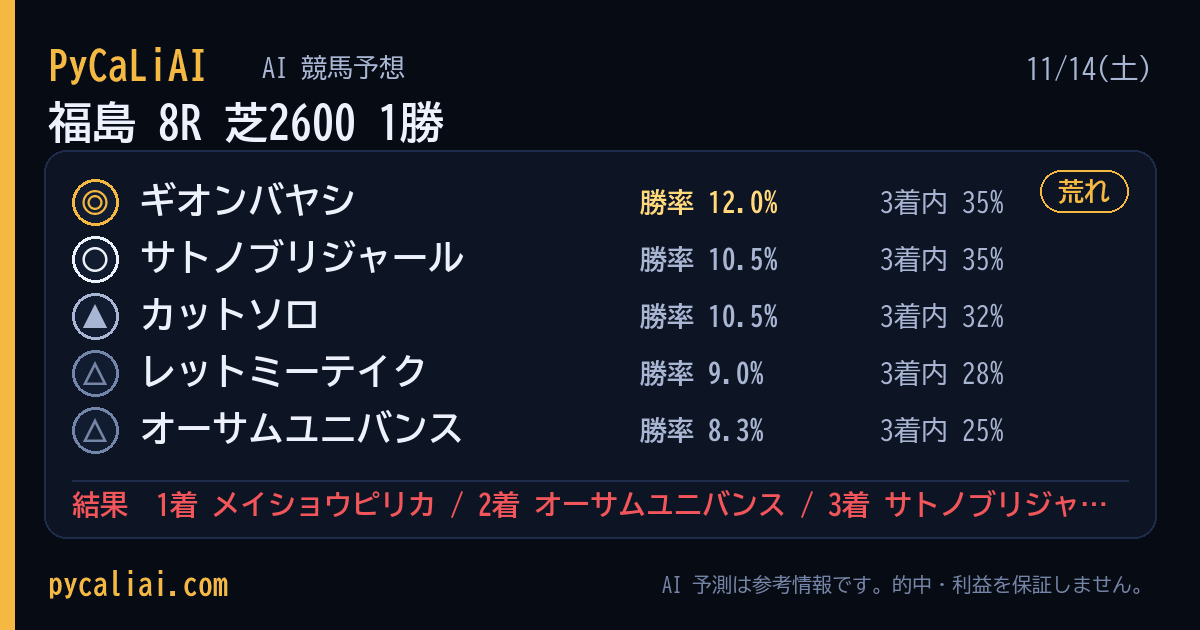 PyCaLiAI AI 競馬予想 11/14(土)
福島 8R 芝2600 1勝
◎ ギオンバヤシ 勝率 12.0% 3着内 35% 荒れ
○ サトノブリジャール 勝率 10.5% 3着内 35%
▲ カットソロ 勝率 10.5% 3着内 32%
△ レットミーテイク 勝率 9.0% 3着内 28%
△ オーサムユニバンス 勝率 8.3% 3着内 25%
結果 1着 メイショウピリカ / 2着 オーサムユニバンス / 3着 サトノブリジャ…
pycaliai.com AI 予測は参考情報です。的中・利益を保証しません。